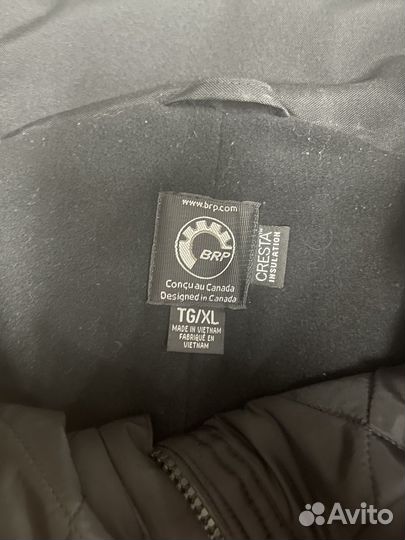 www.brp.com
BRP
Conçu au Canada
Designed in Canada
CRESTA™
INSULATION
TG/XL
MADE IN VIETNAM
FABRIQUÉ EN
VIETNAM
Avito